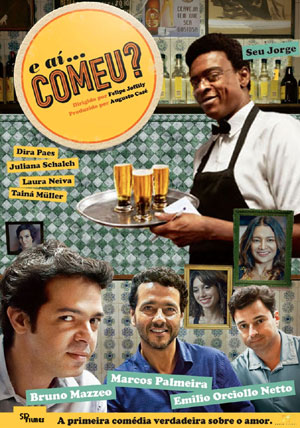 CERVEJA
Seu Jorge
e aí...
COMEU?
Dirigido por Felipe Joffily
Produzido por Augusto Casé
Dira Paes
Juliana Schalch
Laura Neiva
Tainá Müller
Bruno Mazzeo
Marcos Palmeira
Emilio Orciollo Netto
A primeira comédia verdadeira sobre o amor.